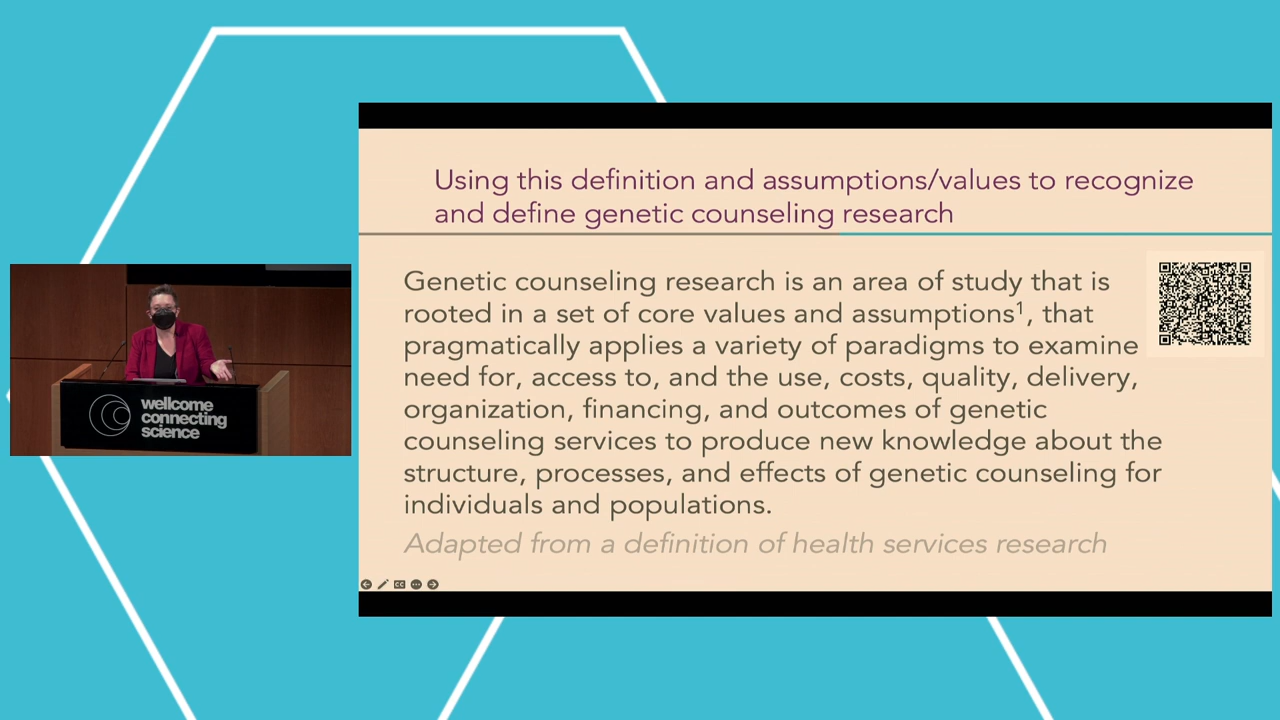 Using this definition and assumptions/values to recognize
and define genetic counseling research
Genetic counseling research is an area of study that is
rooted in a set of core values and assumptions¹, that
pragmatically applies a variety of paradigms to examine
need for, access to, and the use, costs, quality, delivery,
organization, financing, and outcomes of genetic
counseling services to produce new knowledge about the
structure, processes, and effects of genetic counseling for
individuals and populations.
Adapted from a definition of health services research
wellcome
connecting
science